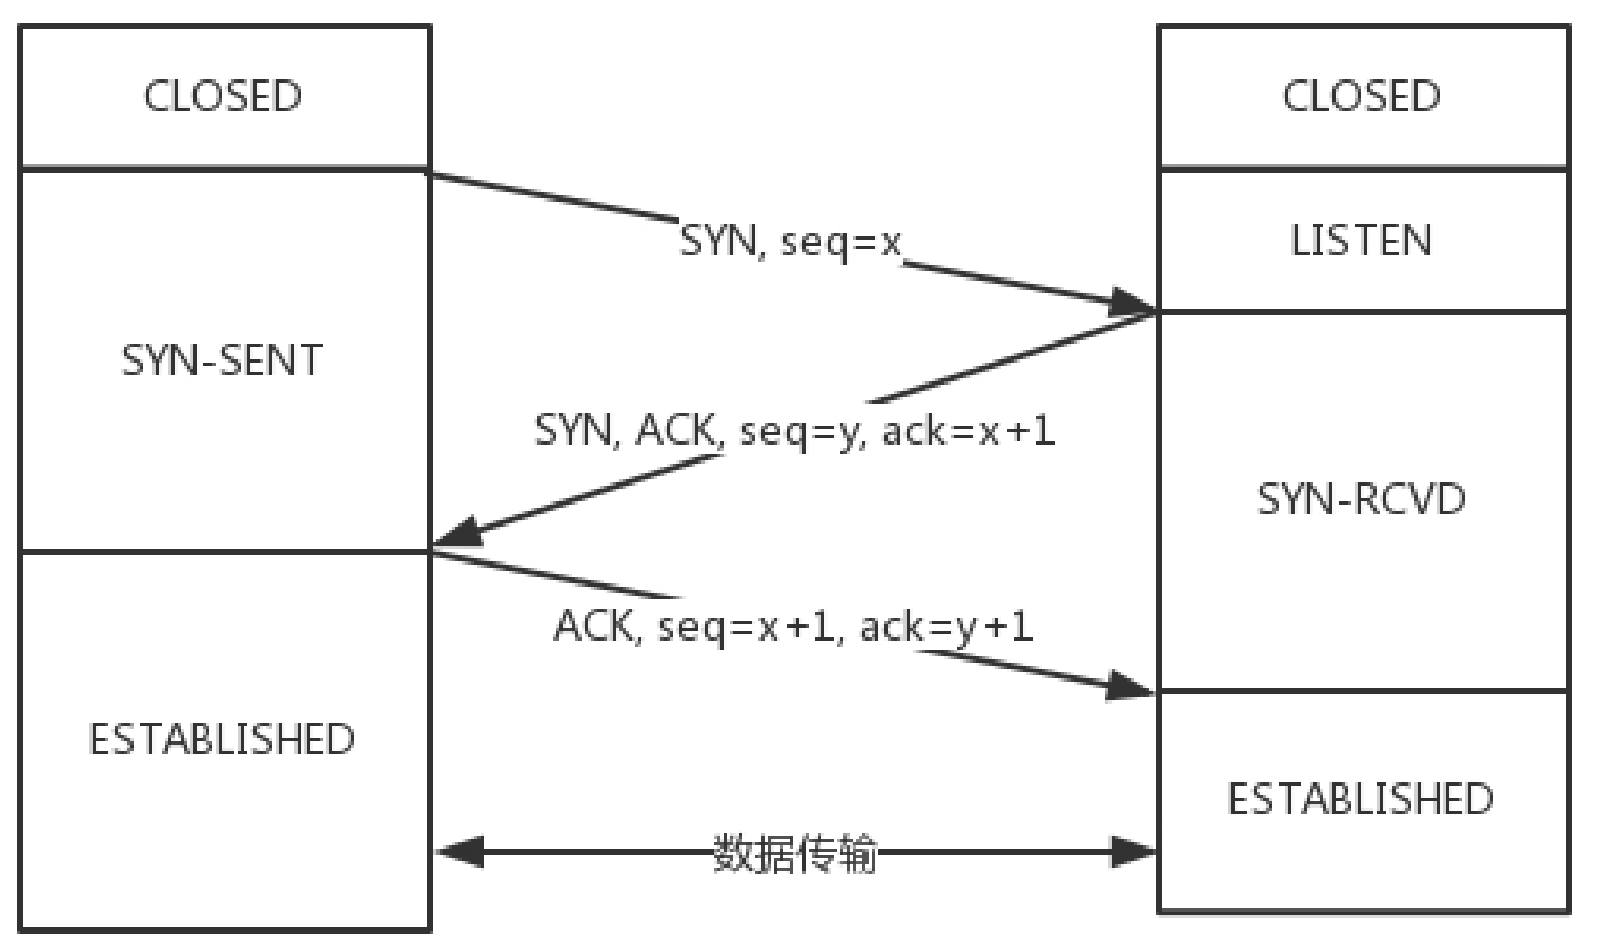 CLOSED
CLOSED
SYN, seq=x
LISTEN
SYN-SENT
SYN, ACK, seq=y, ack=x+1
SYN-RCVD
ACK, seq=x+1, ack=y+1
ESTABLISHED
ESTABLISHED
数据传输